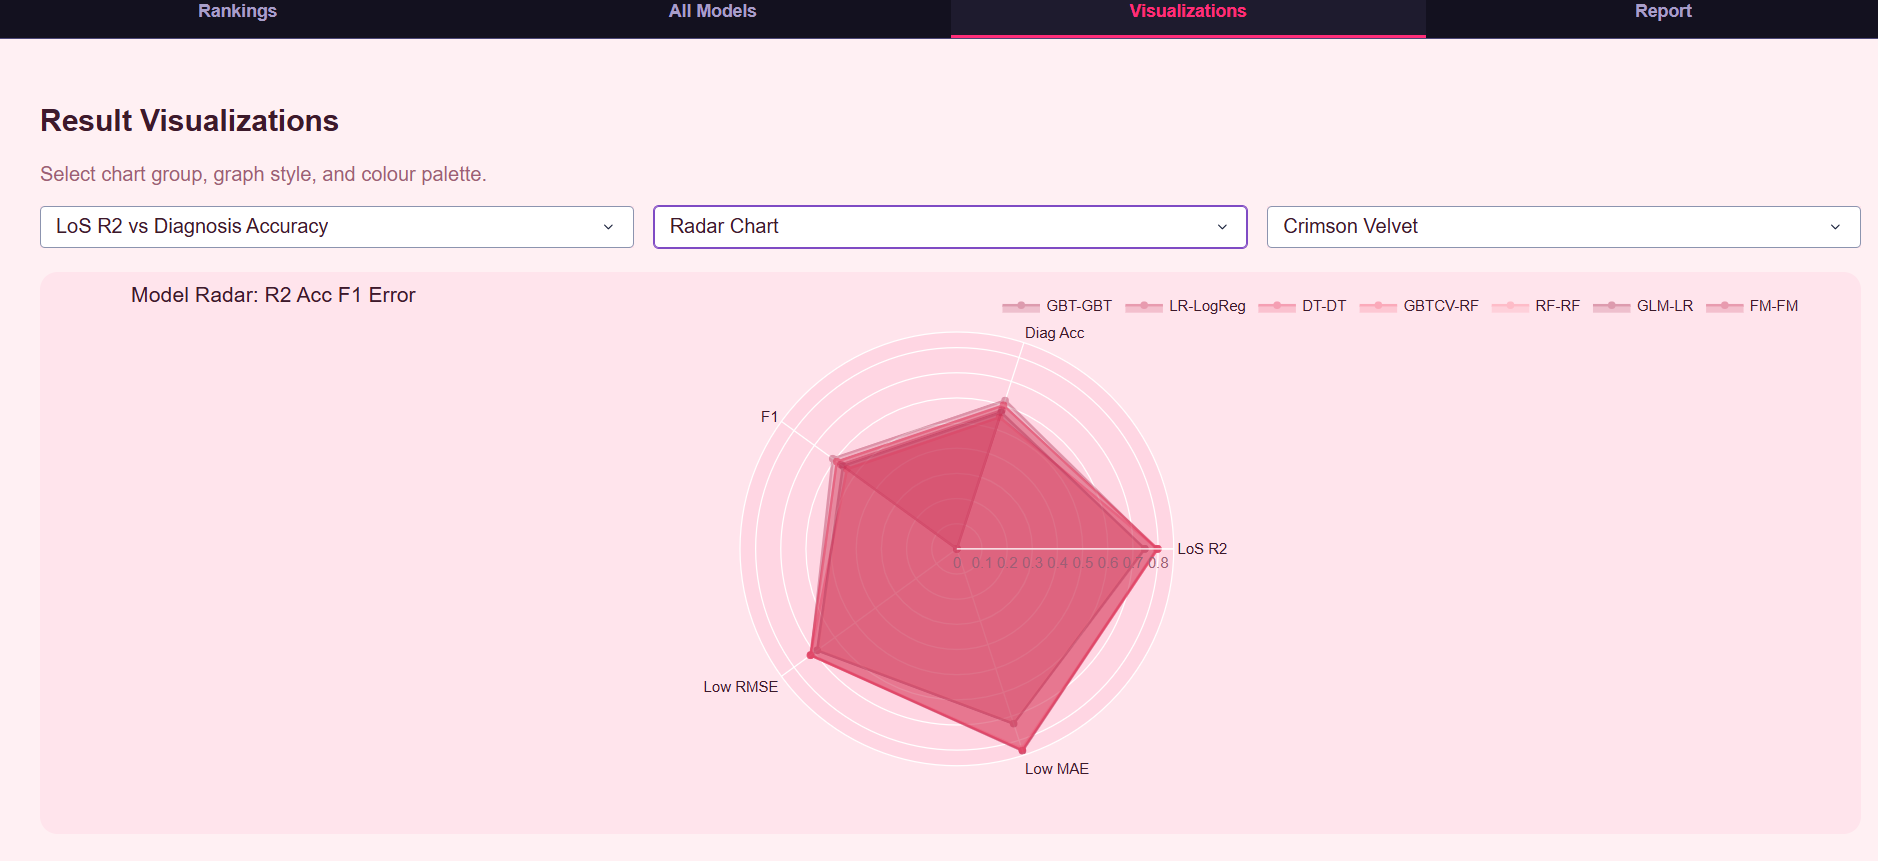 Rankings
All Models
Visualizations
Report
Result Visualizations
Select chart group, graph style, and colour palette.
LoS R2 vs Diagnosis Accuracy
Radar Chart
Crimson Velvet
Model Radar: R2 Acc F1 Error
GBT-GBT
LR-LogReg
DT-DT
GBTCV-RF
RF-RF
GLM-LR
FM-FM
Diag Acc
F1
LoS R2
0 0.1 0.2 0.3 0.4 0.5 0.6 0.7 0.8
Low RMSE
Low MAE